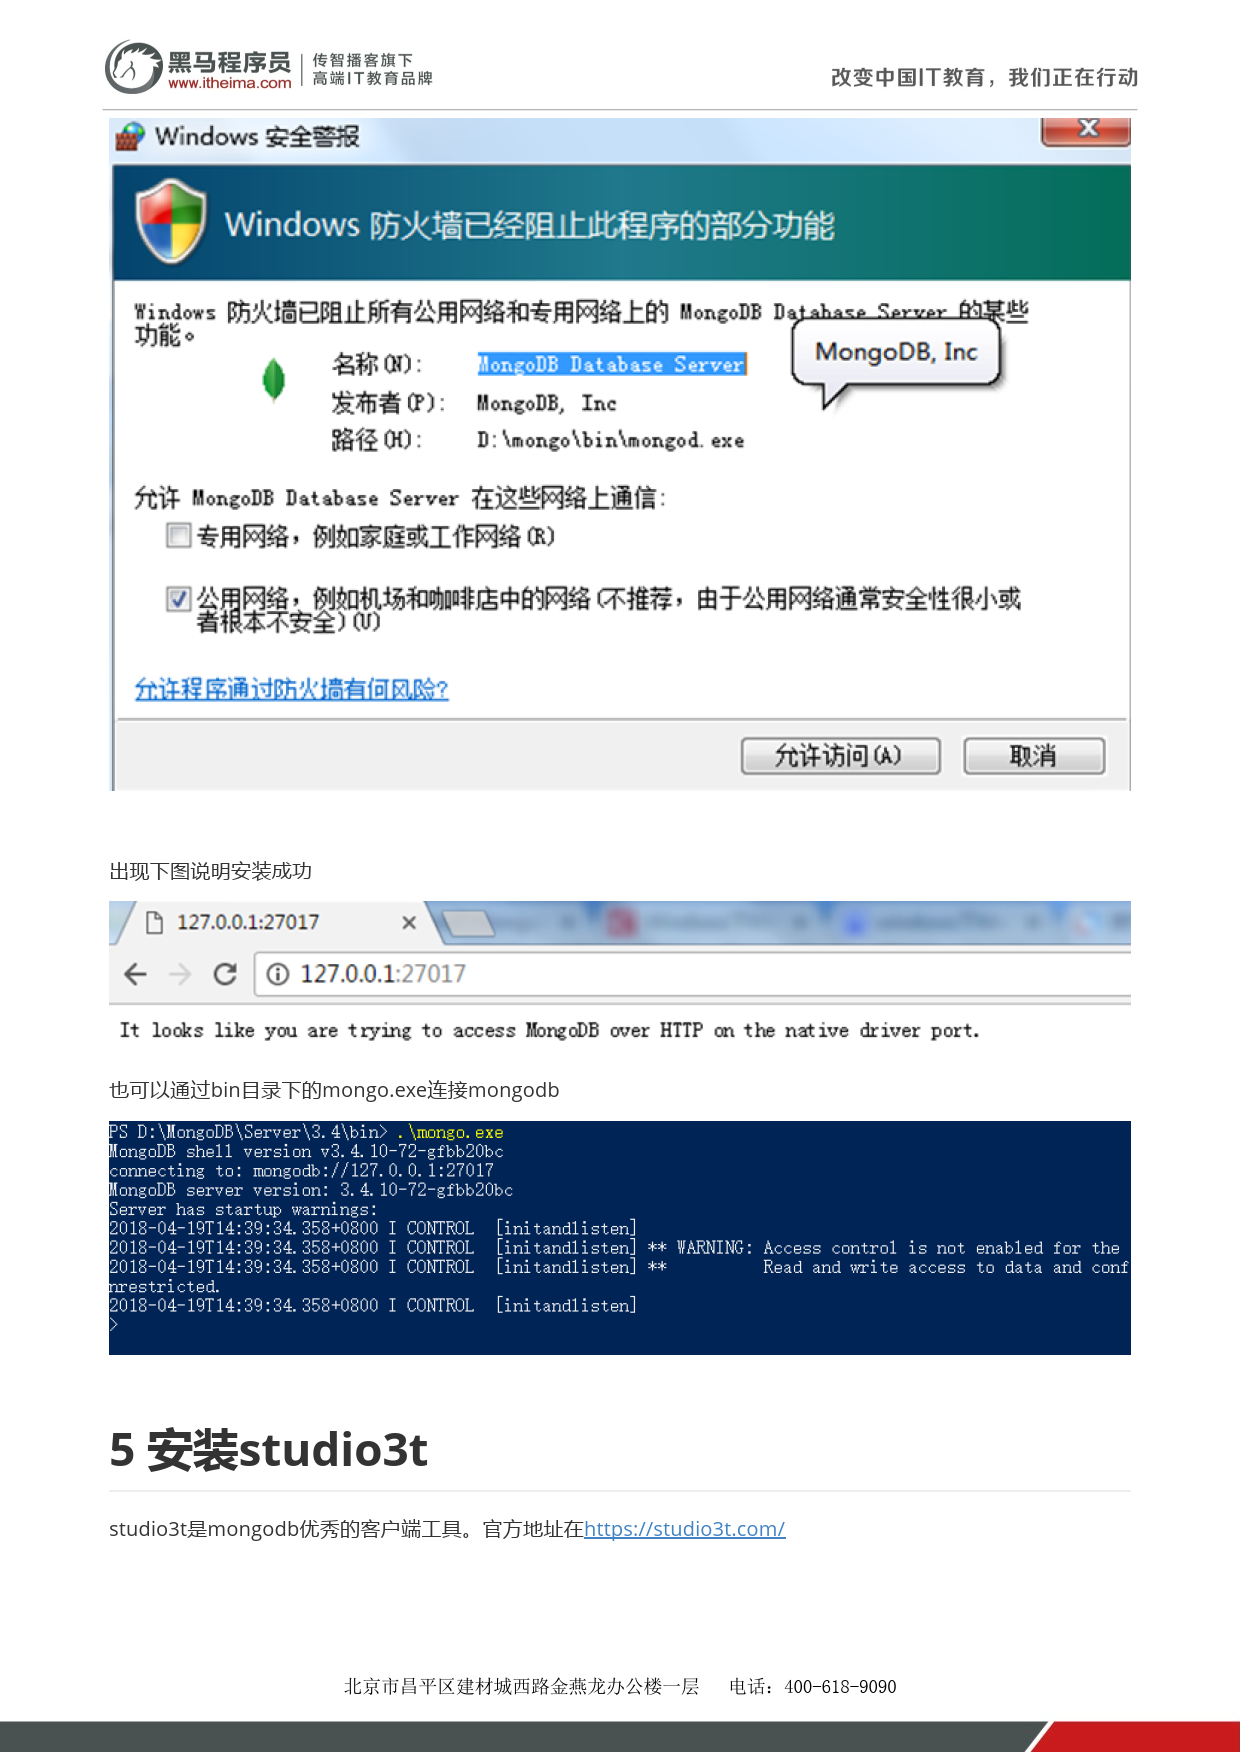 黑马程序员
www.itheima.com
传智播客旗下
高端IT教育品牌
改变中国IT教育，我们正在行动
Windows 安全警报
Windows 防火墙已经阻止此程序的部分功能
Windows 防火墙已阻止所有公用网络和专用网络上的 MongoDB Database Server 的某些
功能。
MongoDB, Inc
名称(N): MongoDB Database Server
发布者(P): MongoDB, Inc
路径(H): D:\mongo\bin\mongod.exe
允许 MongoDB Database Server 在这些网络上通信:
专用网络，例如家庭或工作网络(R)
公用网络，例如机场和咖啡店中的网络(不推荐，由于公用网络通常安全性很小或
者根本不安全)(U)
允许程序通过防火墙有何风险?
允许访问(A)
取消
出现下图说明安装成功
127.0.0.1:27017
127.0.0.1:27017
It looks like you are trying to access MongoDB over HTTP on the native driver port.
也可以通过bin目录下的mongo.exe连接mongodb
PS D:\MongoDB\Server\3.4\bin> .\mongo.exe
MongoDB shell version v3.4.10-72-gfbb20bc
connecting to: mongodb://127.0.0.1:27017
MongoDB server version: 3.4.10-72-gfbb20bc
Server has startup warnings:
2018-04-19T14:39:34.358+0800 I CONTROL  [initandlisten]
2018-04-19T14:39:34.358+0800 I CONTROL  [initandlisten] ** WARNING: Access control is not enabled for the
2018-04-19T14:39:34.358+0800 I CONTROL  [initandlisten] **          Read and write access to data and conf
nrestricted.
2018-04-19T14:39:34.358+0800 I CONTROL  [initandlisten]
>
5 安装studio3t
studio3t是mongodb优秀的客户端工具。官方地址在https://studio3t.com/
北京市昌平区建材城西路金燕龙办公楼一层 电话：400-618-9090